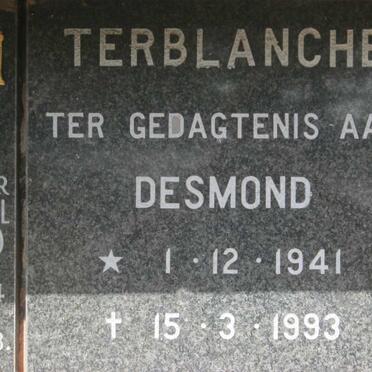 TERBLANCHE
TER GEDAGTENIS AA
DESMOND
★ 1 · 12 · 1941
† 15 · 3 · 1993